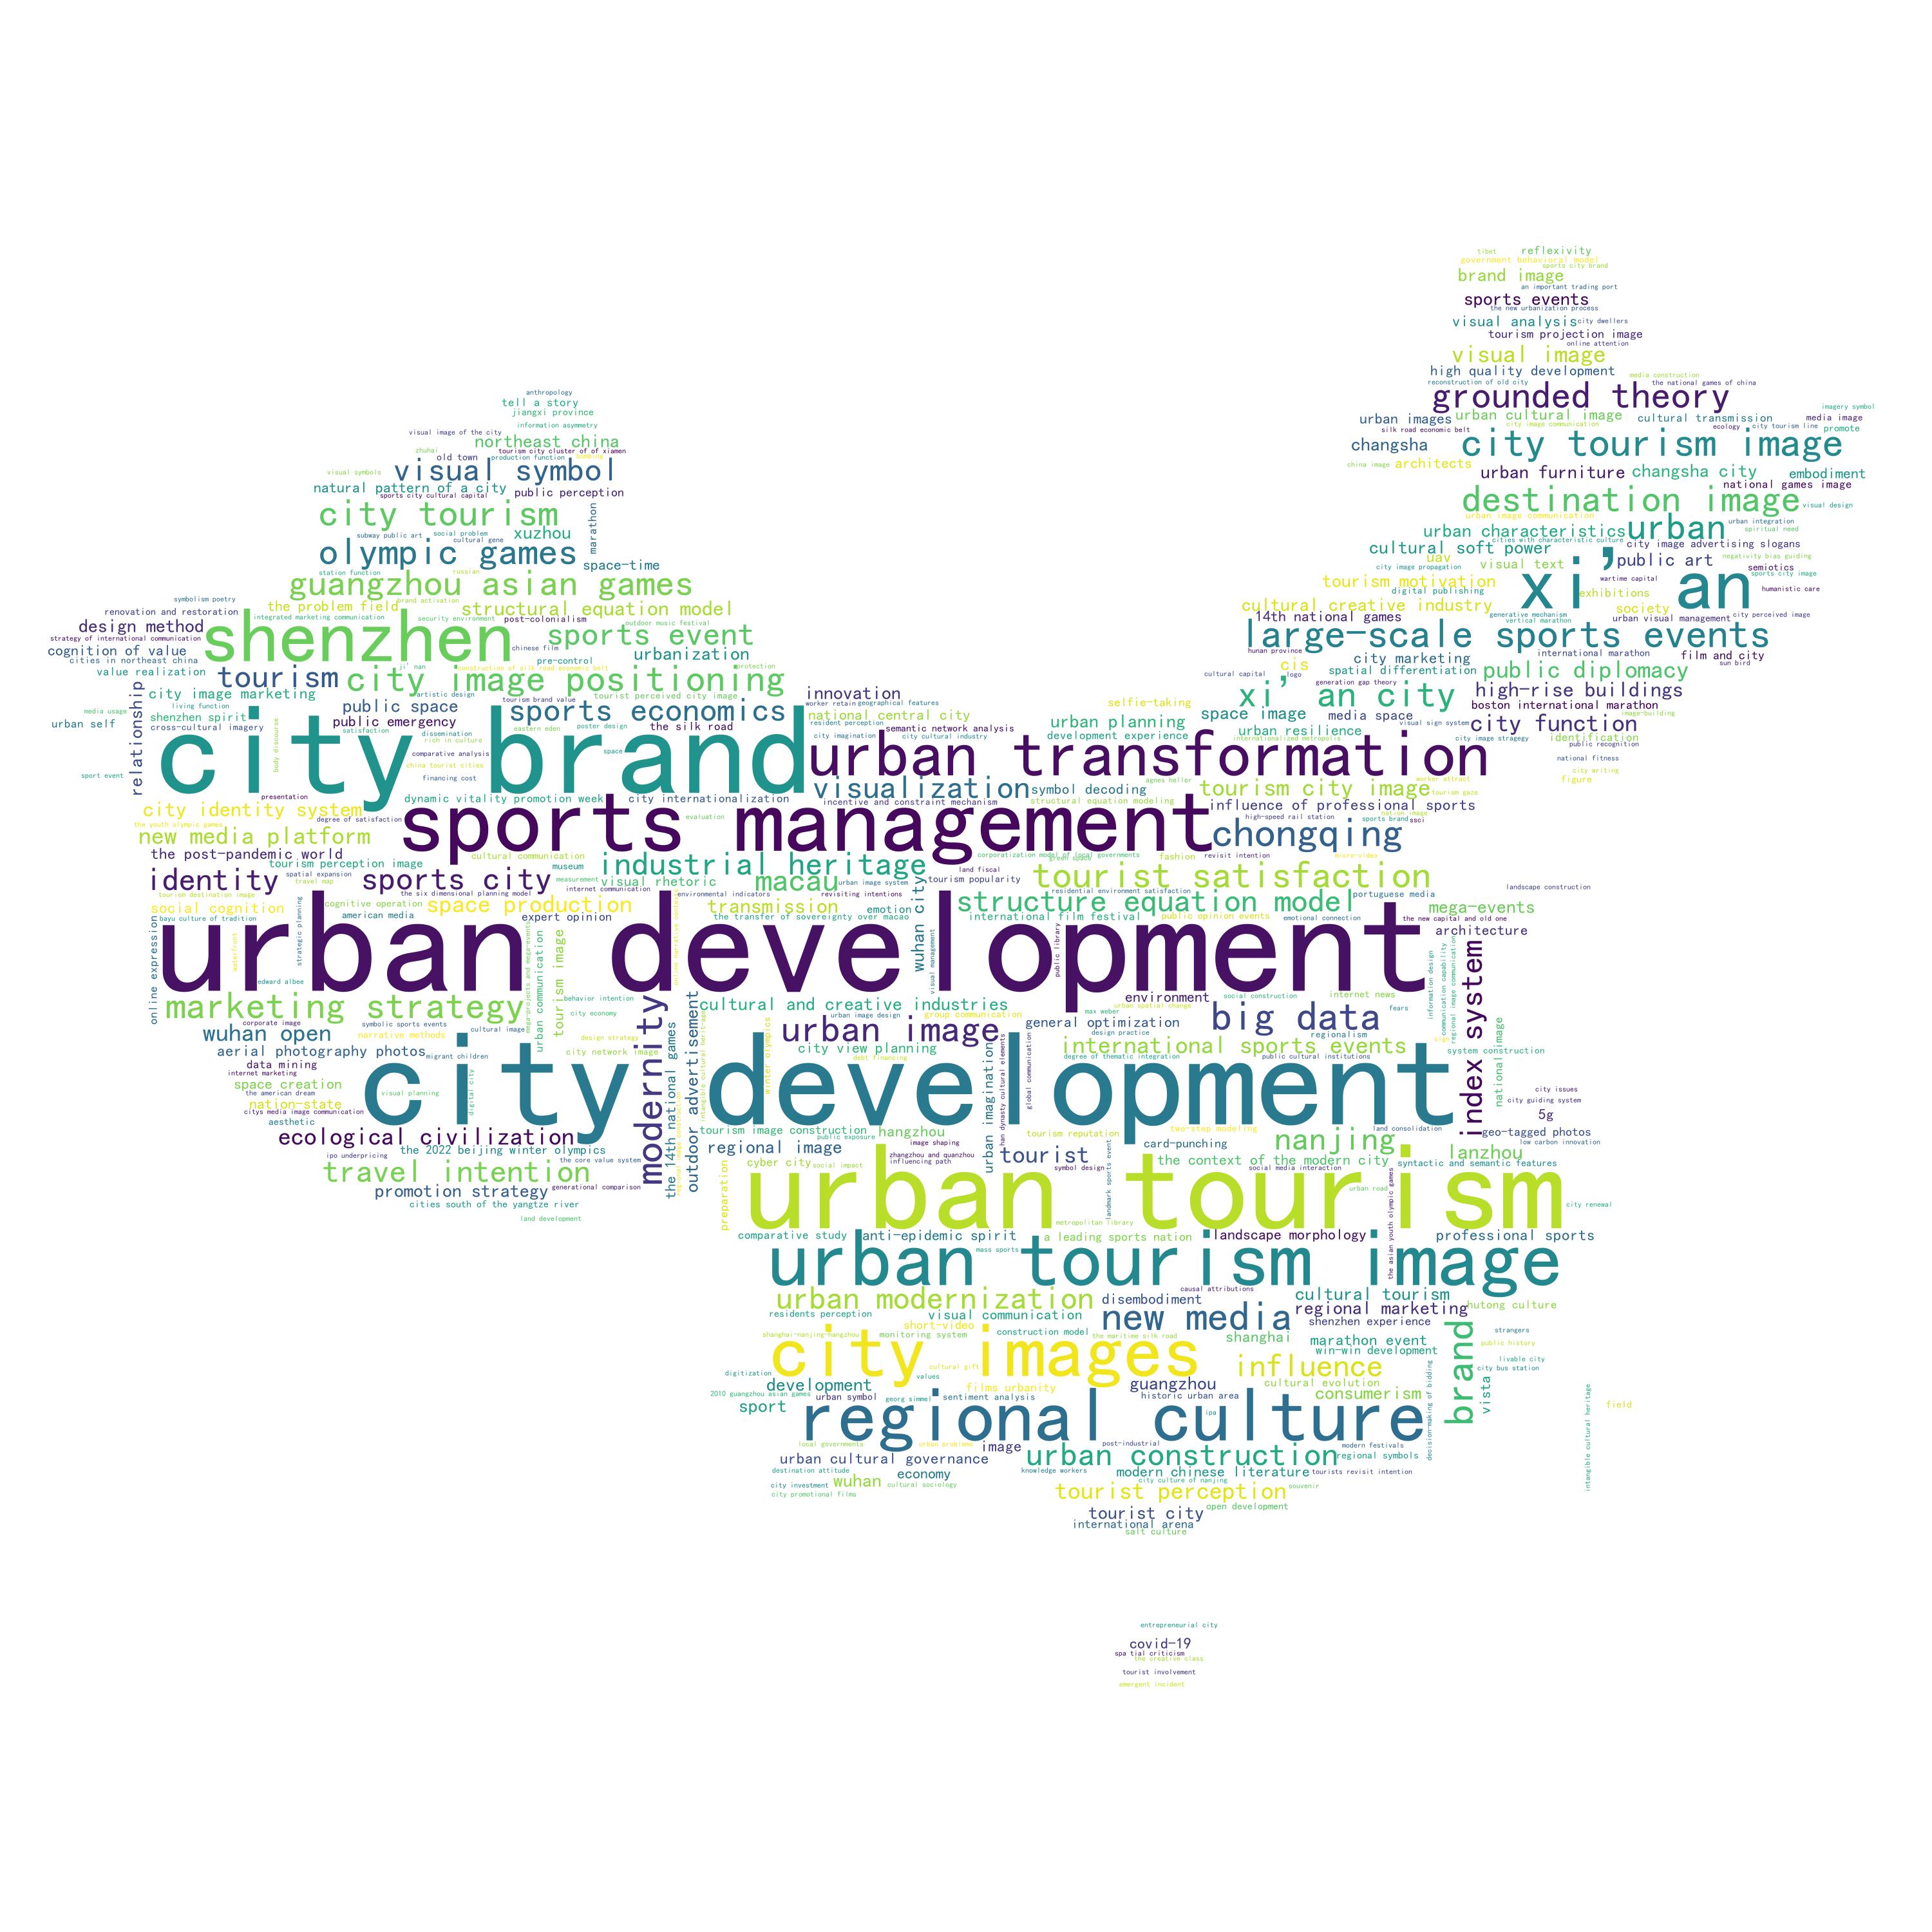 tibet
reflexivity
government behavioral model
sports city brand
brand image
an important trading port
sports events
the new urbanization process
visual analysis
city dwellers
tourism projection image
online attention
visual image
high quality development
media construction
reconstruction of old city
the national games of china
grounded theory
anthropology
tell a story
jiangxi province
imagery symbol
urban images
urban cultural image
cultural transmission
media image
information asymmetry
city image communication
silk road economic belt
ecology
city tourism line
promote
visual image of the city
northeast china
changsha
city tourism image
zhuhai
tourism city cluster of of xiamen
old town
production function
china image
architects
urban furniture
changsha city
embodiment
visual symbols
visual symbol
national games image
natural pattern of a city
public perception
sports city cultural capital
destination image
visual design
city tourism
marathon
urban image communication
urban integration
spiritual need
subway public art
social problem
xuzhou
cultural gene
urban characteristics
urban
cities with characteristic culture
city image advertising slogans
olympic games
space-time
cultural soft power
uav
public art
negativity bias guiding
station function
russian
city image propagation
visual text
semiotics
sports city image
guangzhou asian games
brand activation
tourism motivation
wartime capital
xi' an
digital publishing
exhibitions
humanistic care
symbolism poetry
renovation and restoration
the problem field
structural equation model
cultural creative industry
society
city perceived image
integrated marketing communication
aecurity environment
post-colonialism
outdoor music festival
14th national games
generative mechanism
vertical marathon
urban visual management
design method
shenzhen
sports event
large-scale sports events
strategy of international communication
cognition of value
chinese film
urbanization
hunan province
international marathon
film and city
cities in northeast china
pre-control
cis
city marketing
sun bird
value realization
ji' nan
construction of silk road economic belt
protection
spatial differentiation
public diplomacy
tourism
city image positioning
cultural capital
logo
generation gap theory
relationship
city image marketing
artistic design
tourist perceived city image
innovation
xi' an city
high-rise buildings
living function
public space
tourism brand value
worker retain
geographical features
selfie-taking
boston international marathon
media usage
shenzhen spirit
sports economics
national central city
space image
media space
image-building
urban self
public emergency
the silk road
resident perception
semantic network analysis
urban planning
visual sign system
city function
cross-cultural imagery
eastern eden
city imagination
city cultural industry
development experience
urban resilience
internationalized metropolis
city image stragegy
identification
public recognition
body discourse
satisfaction
dissemination
rich in culture
city brand
urban transformation
comparative analysis
space
national fitness
sport event
china tourist cities
financing cost
agnes heller
worker attract
city writing
figure
presentation
visualization
symbol decoding
tourism city image
tourism gaze
city identity system
dynamic vitality promotion week
city internationalization
incentive and constraint mechanism
structural equation modeling
influence of professional sports
nation image
degree of satisfaction
evaluation
high-speed rail station
sports brand
ssci
the youth olympic games
new media platform
sports management
chongqing
the post-pandemic world
cultural communication
corporatization model of local governments
green space
fashion
revisit intention
micro-video
tourism perception image
museum
industrial heritage
land fiscal
spatial expansion
travel map
measurement
visual rhetoric
macau
urban image system
tourism popularity
tourist satisfaction
identity
sports city
landscape construction
tourism destination image
the six dimensional planning model
internet communication
environmental indicators
revisiting intentions
residential environment satisfaction
portuguese media
social cognition
cognitive operation
space production
transmission
emotion
structure equation model
mega-events
american media
expert opinion
the transfer of sovereignty over macao
wuhan city
international film festival
public opinion events
emotional connection
the new capital and old one
architecture
online expression
waterfront
strategic planning
edward albee
urban development
visual management
public library
index system
information design
communication capability
regional image communication
mega-projects and mega-events
urban communication
tourism image
online narrative context
marketing strategy
behavior intention
cultural and creative industries
environment
social construction
internet news
urban spatial change
corporate image
symbolic sports events
city economy
urban image design
group communication
max weber
fears
wuhan open
narrative methods
cultural image
modernity
urban image
general optimization
big data
design practice
regionalism
aerial photography photos
migrant children
design strategy
city network image
city view planning
international sports events
system construction
data mining
debt financing
degree of thematic integration
public cultural institutions
internet marketing
space creation
visual planning
digital city
city development
winter olympics
the american dream
nation-state
citys media image communication
aesthetic
the 14th national games
outdoor advertisement
intangible cultural heritage
urban imagination
han dynasty cultural elements
global communication
national image
city issues
city guiding system
5g
tourism image construction
hangzhou
tourism reputation
two-step modeling
land consolidation
geo-tagged photos
low carbon innovation
ecological civilization
public exposure
image shaping
card-punching
nanjing
ipo underpricing
the 2022 beijing winter olympics
regional image
zhangzhou and quanzhou
influencing path
tourist
lanzhou
travel intention
the core value system
cyber city
social impact
symbol design
the context of the modern city
social media interaction
syntactic and semantic features
promotion strategy
generational comparison
preparation
urban tourism
landmark sports event
urban road
cities south of the yangtze river
land development
metropolitan library
city renewal
comparative study
anti-epidemic spirit
a leading sports nation
landscape morphology
the asian youth olympic games
professional sports
mass sports
urban tourism image
causal attributions
urban modernization
disembodiment
cultural tourism
residents perception
visual communication
new media
regional marketing
hutong culture
short-video
shenzhen experience
shanghai-nanjing-hangzhou
monitoring system
construction model
the maritime silk road
shanghai
marathon event
brand
strangers
public history
win-win development
city images
cultural gift
values
influence
livable city
city bus station
digitization
development
films urbanity
guangzhou
cultural evolution
decision-making of bidding
2010 guangzhou asian games
urban symbol
georg simmel
sentiment analysis
historic urban area
consumerism
vista
intangible cultural heritage
sport
regional culture
ipa
field
local governments
urban problems
image
post-industrial
modern festivals
urban cultural governance
urban construction
regional symbols
destination attitude
economy
knowledge workers
modern chinese literature
tourists revisit intention
city investment
wuhan
cultural sociology
city culture of nanjing
city promotional films
tourist perception
souvenir
tourist city
open development
international arena
salt culture
entrepreneurial city
covid-19
spa tial criticism
the creative class
tourist involvement
emergent incident